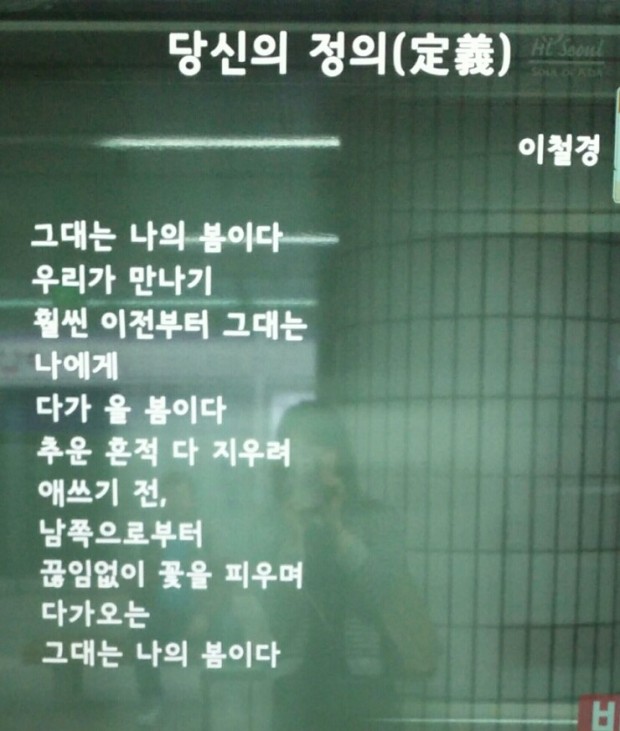 당신의 정의(定義)
Hi Seoul
SOUL OF ASIA
이철경
그대는 나의 봄이다
우리가 만나기
훨씬 이전부터 그대는
나에게
다가 올 봄이다
추운 흔적 다 지우려
애쓰기 전,
남쪽으로부터
끊임없이 꽃을 피우며
다가오는
그대는 나의 봄이다